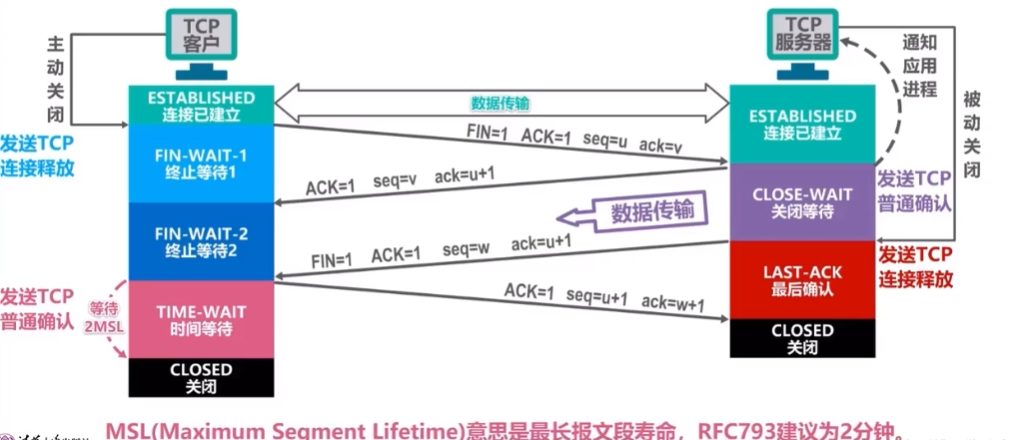 TCP
客户
TCP
服务器
主动关闭
通知
应用
进程
被动关闭
ESTABLISHED
连接已建立
数据传输
ESTABLISHED
连接已建立
发送TCP
连接释放
FIN=1 ACK=1 seq=u ack=v
FIN-WAIT-1
终止等待1
ACK=1 seq=v ack=u+1
CLOSE-WAIT
关闭等待
发送TCP
普通确认
数据传输
FIN-WAIT-2
终止等待2
FIN=1 ACK=1 seq=w ack=u+1
LAST-ACK
最后确认
发送TCP
连接释放
发送TCP
普通确认
等待
2MSL
TIME-WAIT
时间等待
ACK=1 seq=u+1 ack=w+1
CLOSED
关闭
CLOSED
关闭
MSL(Maximum Segment Lifetime)意思是最长报文段寿命，RFC793建议为2分钟。